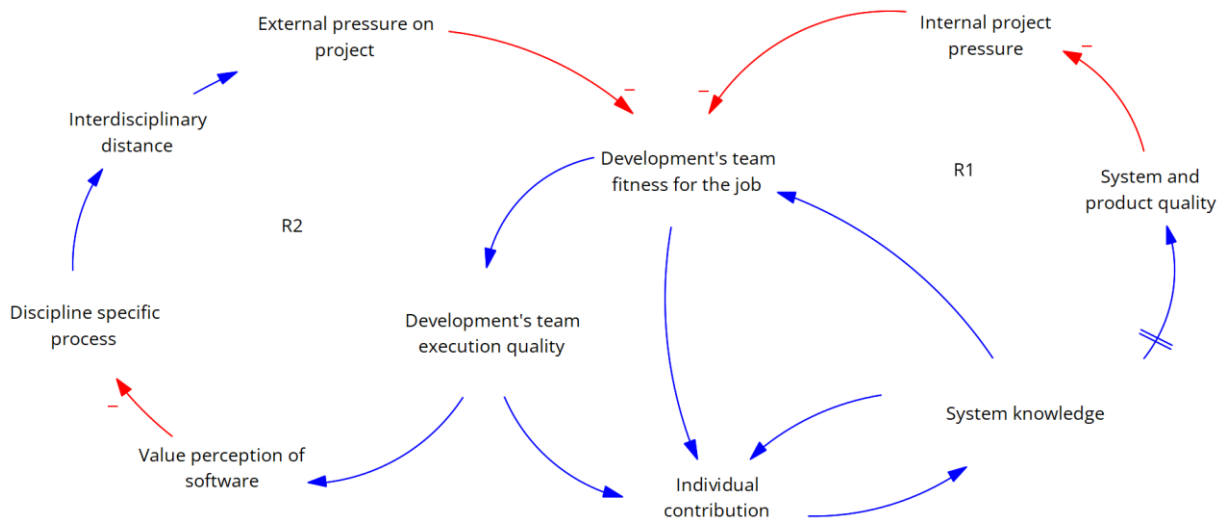 External pressure on
project
Internal project
pressure
–
–
–
Interdisciplinary
distance
Development's team
fitness for the job
R1
System and
product quality
R2
Discipline specific
process
Development's team
execution quality
–
System knowledge
Value perception of
software
Individual
contribution